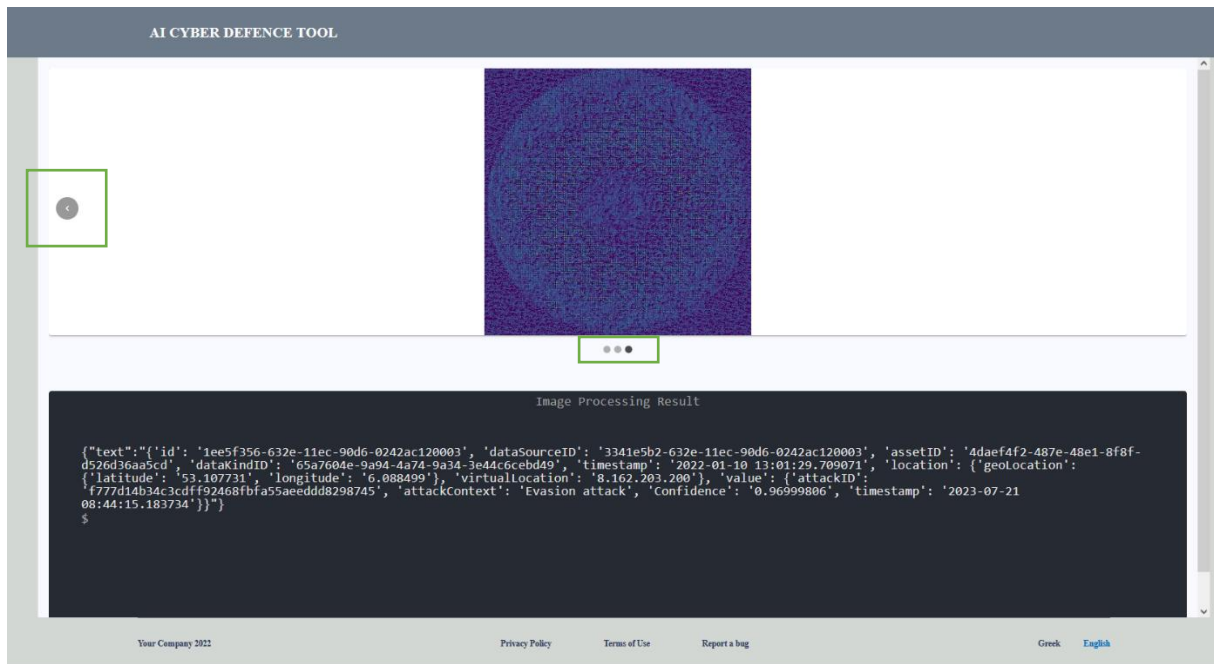 AI CYBER DEFENCE TOOL
Image Processing Result
{"text":"{'id': '1ee5f356-632e-11ec-90d6-0242ac120003', 'dataSourceID': '3341e5b2-632e-11ec-90d6-0242ac120003', 'assetID': '4daef4f2-487e-48e1-8f8f-
d526d36aa5cd', 'dataKindID': '65a7604e-9a94-4a74-9a34-3e44c6cebd49', 'timestamp': '2022-01-10 13:01:29.709071', 'location': {'geoLocation':
{'latitude': '53.107731', 'longitude': '6.088499'}, 'virtualLocation': '8.162.203.200'}, 'value': {'attackID':
'f777d14b34c3cdff92468fbfa55aeeddd8298745', 'attackContext': 'Evasion attack', 'Confidence': '0.96999806', 'timestamp': '2023-07-21
08:44:15.183734'}}"}
$
Your Company 2022 Privacy Policy Terms of Use Report a bug Greek English